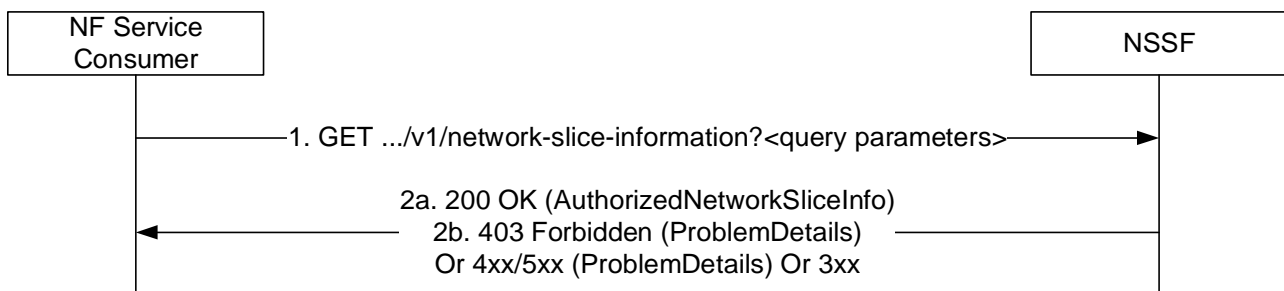 NF Service
Consumer
NSSF
1. GET .../v1/network-slice-information?<query parameters>
2a. 200 OK (AuthorizedNetworkSliceInfo)
2b. 403 Forbidden (ProblemDetails)
Or 4xx/5xx (ProblemDetails) Or 3xx